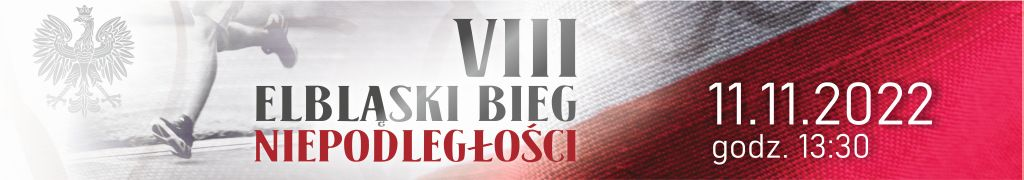 VIII
ELBLĄSKI BIEG
NIEPODLEGŁOŚCI
11.11.2022
godz. 13:30